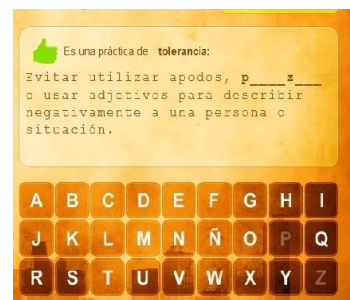 Es una práctica de tolerancia:
Evitar utilizar apodos, p____z___
o usar adjetivos para describir
negativamente a una persona o
situación.
A B C D E F G H I
J K L M N Ñ O P Q
R S T U V W X Y Z